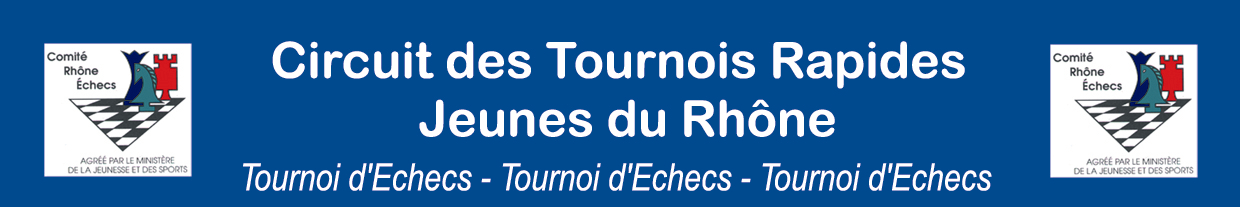 Comité
Rhône
Échecs
AGRÉÉ PAR LE MINISTÈRE
DE LA JEUNESSE ET DES SPORTS
Circuit des Tournois Rapides
Jeunes du Rhône
Tournoi d'Echecs - Tournoi d'Echecs - Tournoi d'Echecs
Comité
Rhône
Échecs
AGRÉÉ PAR LE MINISTÈRE
DE LA JEUNESSE ET DES SPORTS